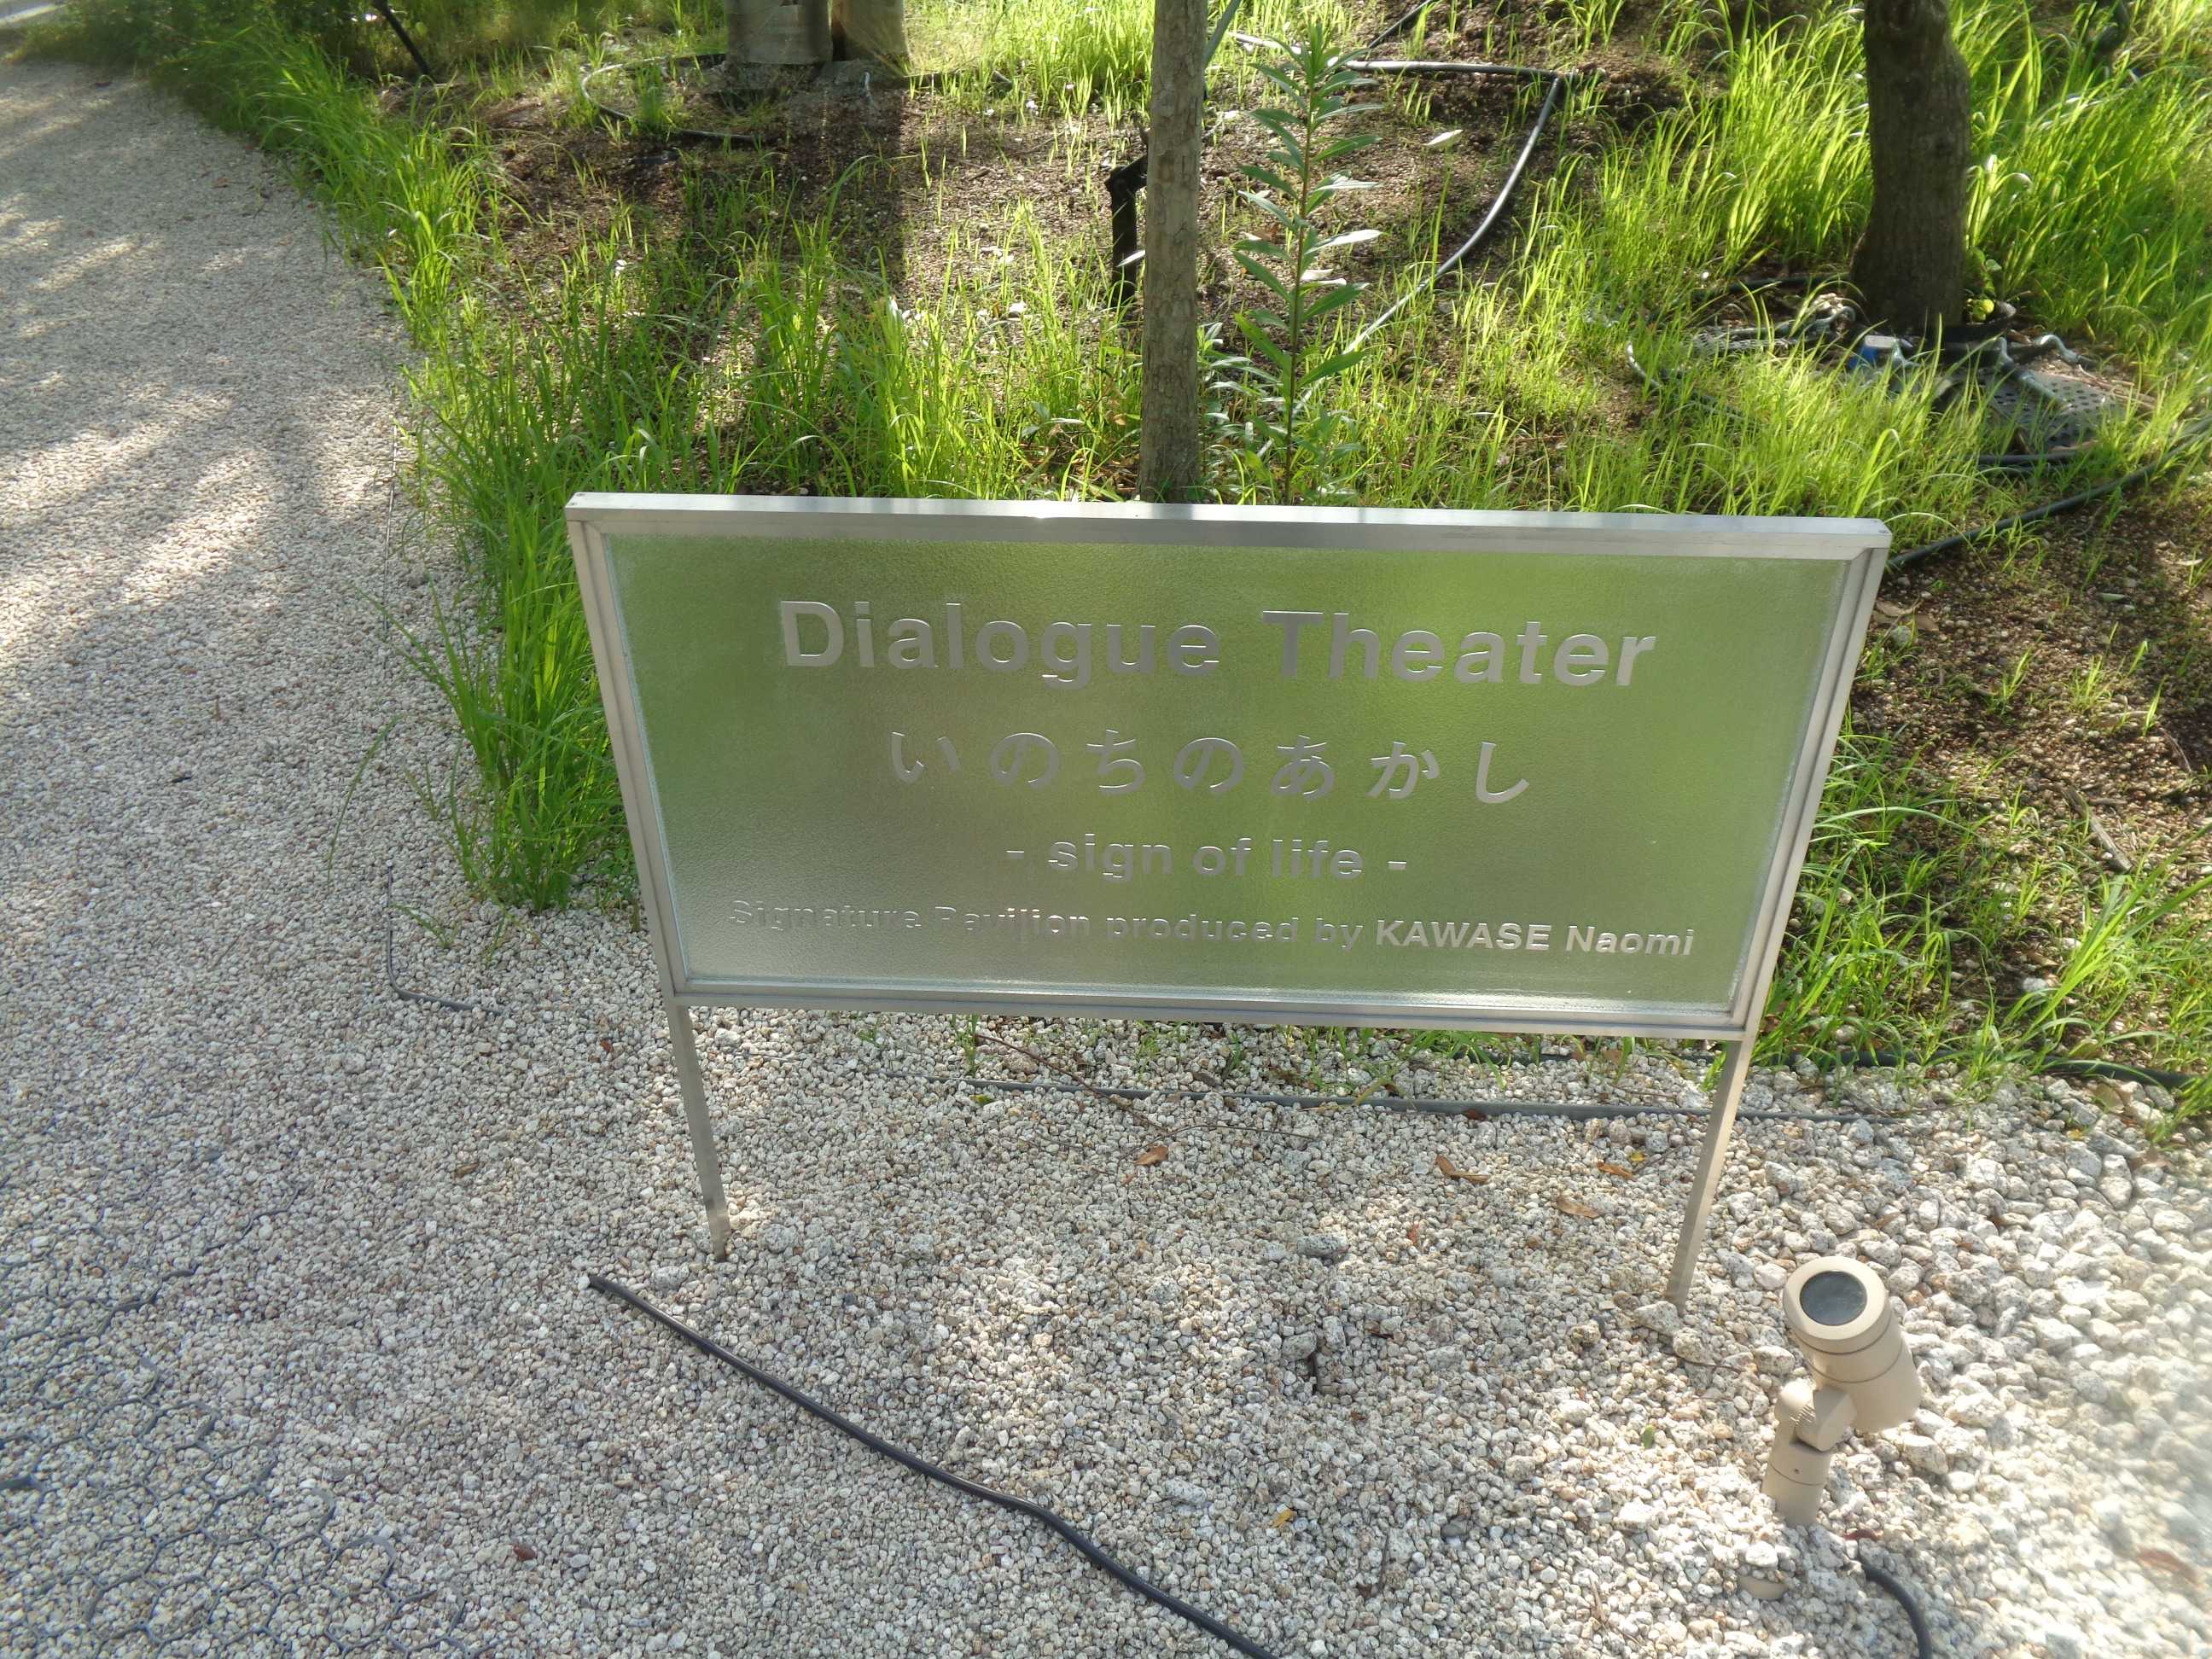 Dialogue Theater
いのちのあかし
- sign of life -
Signature Pavilion produced by KAWASE Naomi